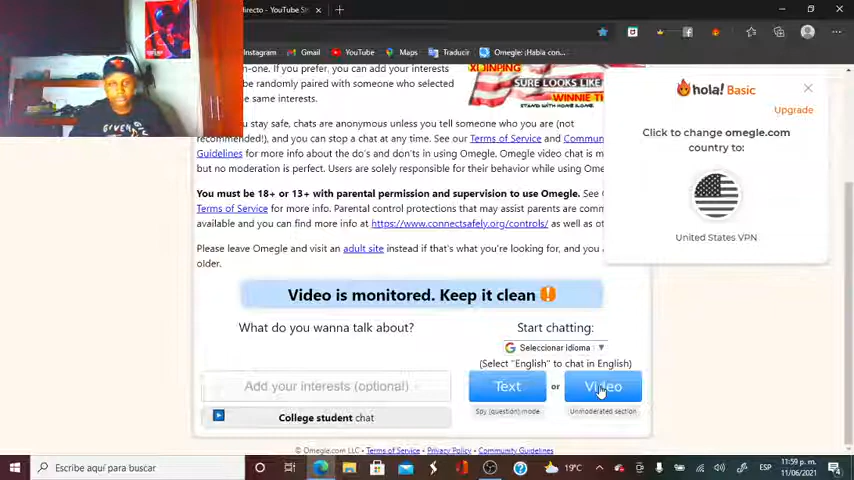 Directo - YouTube St
Instagram Gmail YouTube Maps Traducir Omegle: ¡Habla con...
n-one. If you prefer, you can add your interests
be randomly paired with someone who selected
e same interests.
XI JINPING
SURE LOOKS LIKE
WINNIE TH
stay safe, chats are anonymous unless you tell someone who you are (not
recommended!), and you can stop a chat at any time. See our Terms of Service and Commun
Guidelines for more info about the do's and don'ts in using Omegle. Omegle video chat is m
but no moderation is perfect. Users are solely responsible for their behavior while using Ome
You must be 18+ or 13+ with parental permission and supervision to use Omegle. See O
Terms of Service for more info. Parental control protections that may assist parents are comm
available and you can find more info at https://www.connectsafely.org/controls/ as well as ot
Please leave Omegle and visit an adult site instead if that's what you're looking for, and you a
older.
hola! Basic
Upgrade
Click to change omegle.com
country to:
United States VPN
Video is monitored. Keep it clean
What do you wanna talk about?
Start chatting:
Seleccionar idioma
(Select "English" to chat in English)
Add your interests (optional)
Text or Video
Spy (question) mode
Unmoderated section
College student chat
© Omegle.com LLC • Terms of Service • Privacy Policy • Community Guidelines
Escribe aquí para buscar
19°C
ESP
11:59 p. m.
11/06/2021